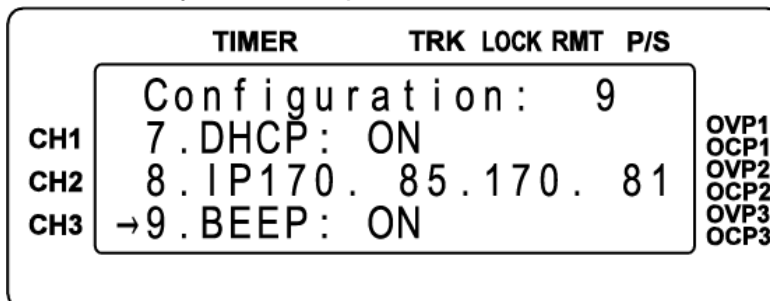 TIMER TRK LOCK RMT P/S
Configuration: 9
CH1 7.DHCP: ON OVP1 OCP1
CH2 8.IP170. 85.170. 81 OVP2 OCP2
CH3 →9.BEEP: ON OVP3 OCP3